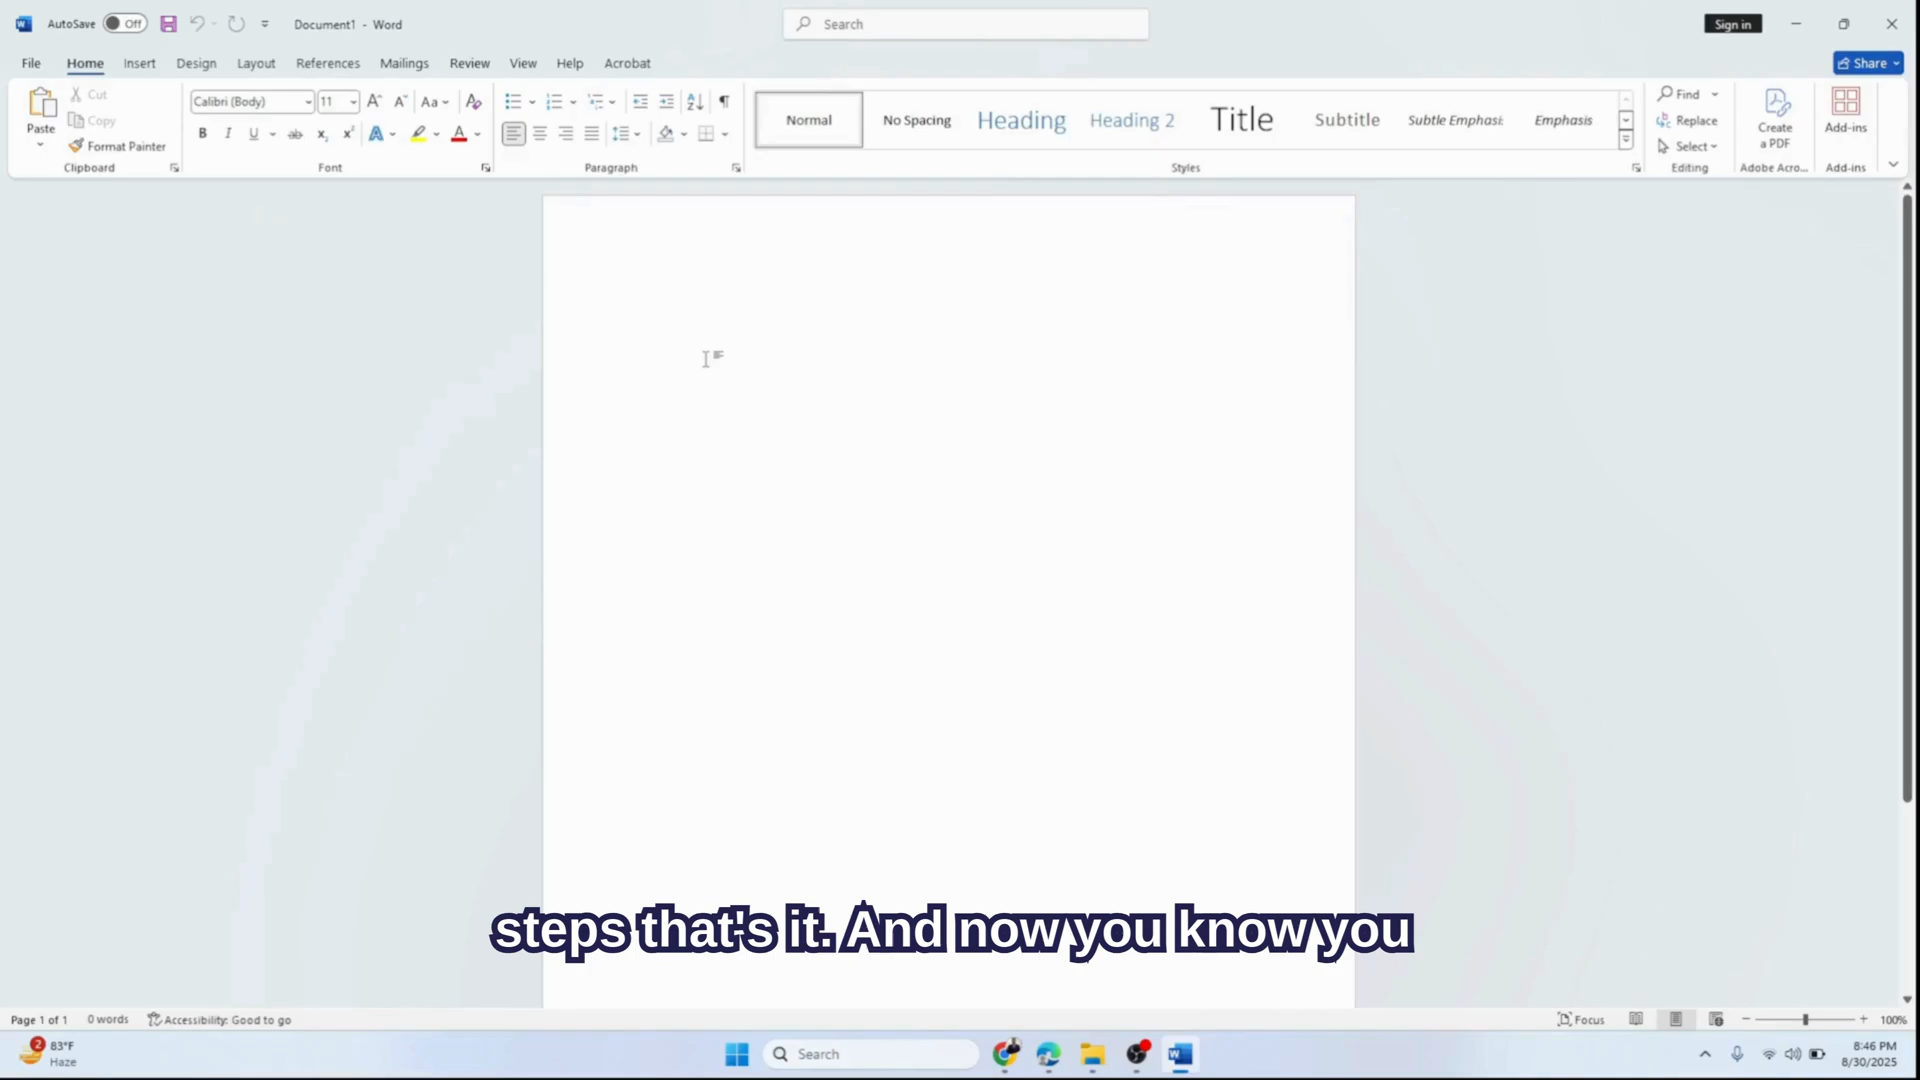 AutoSave Off Document1 - Word Search Sign in
File Home Insert Design Layout References Mailings Review View Help Acrobat Share
Paste Cut Copy Format Painter
Calibri (Body) 11 Aa
B I U ab x x A A
Normal No Spacing Heading Heading 2 Title Subtitle Subtle Emphasi: Emphasis
Find Replace Select
Create a PDF Add-ins
Clipboard Font Paragraph Styles Editing Adobe Acro... Add-ins
steps that's it. And now you know you
Page 1 of 1 0 words Accessibility: Good to go Focus 100%
2 83°F Search 8:46 PM
Haze 8/30/2025